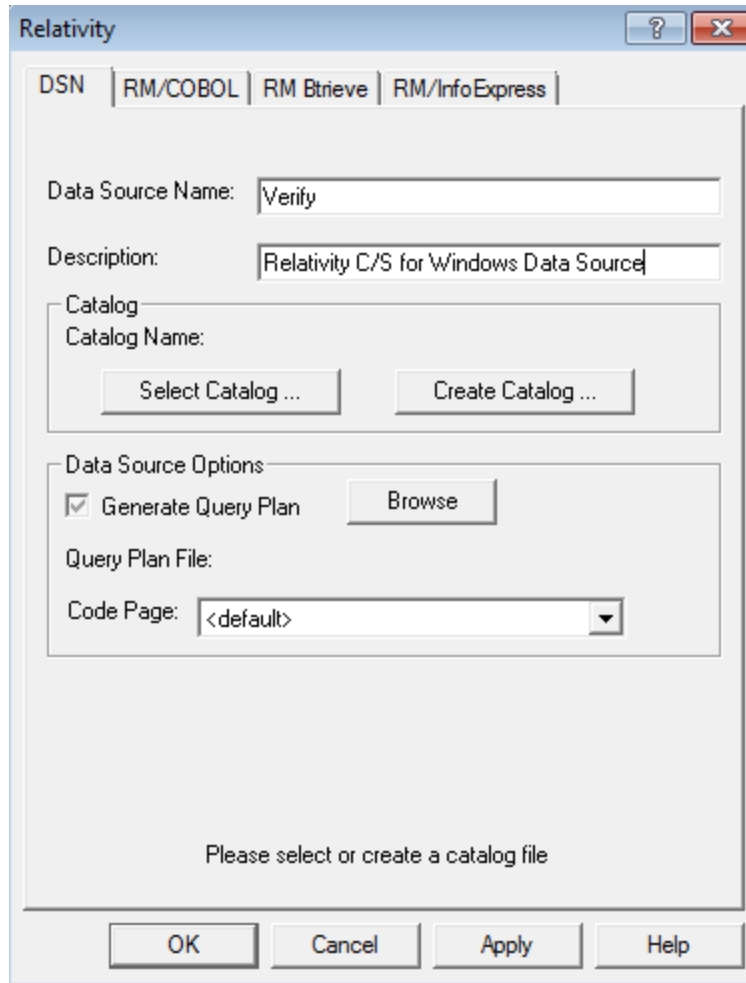 Relativity
DSN RM/COBOL RM Btrieve RM/InfoExpress
Data Source Name: Verify
Description: Relativity C/S for Windows Data Source
Catalog
Catalog Name:
Select Catalog ... Create Catalog ...
Data Source Options
Generate Query Plan Browse
Query Plan File:
Code Page: <default>
Please select or create a catalog file
OK Cancel Apply Help